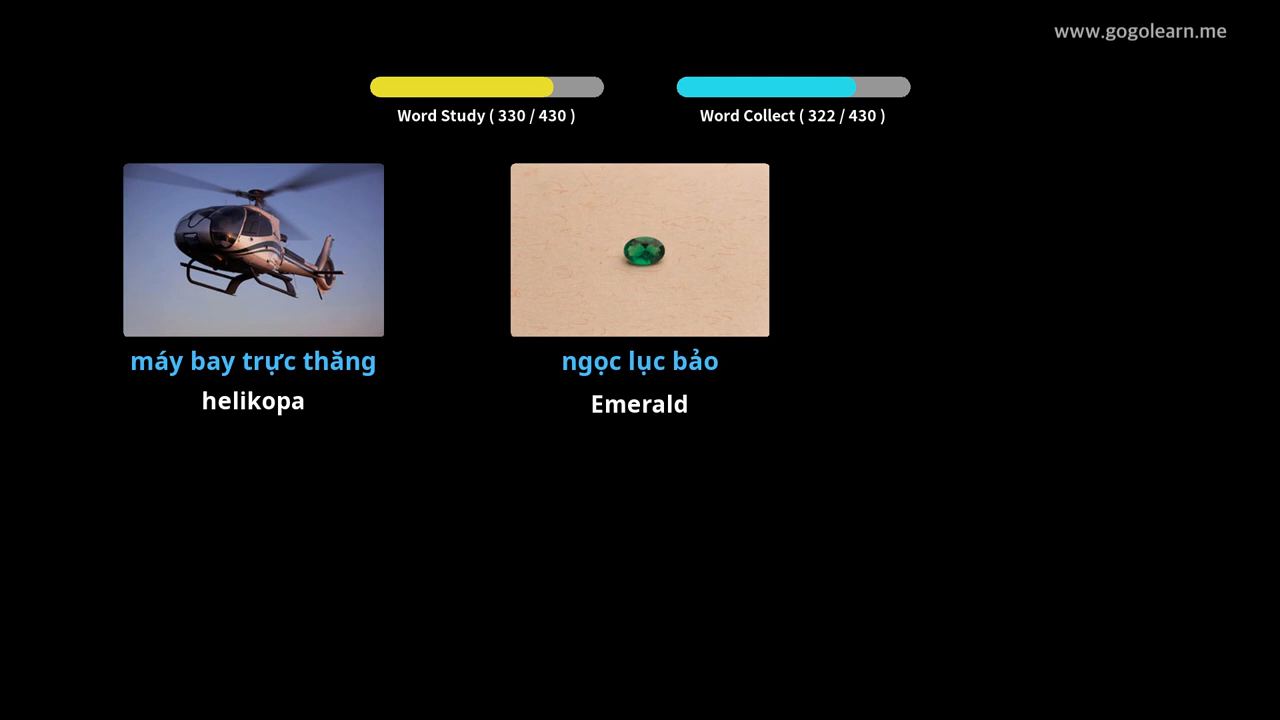 www.gogolearn.me
Word Study ( 330 / 430 )
Word Collect ( 322 / 430 )
máy bay trực thăng
helikopa
ngọc lục bảo
Emerald